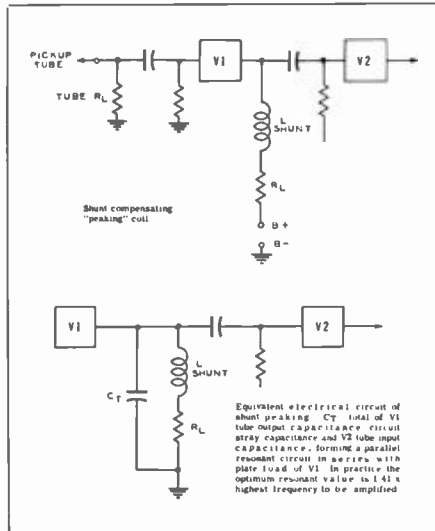 PICKUP TUBE
V1
V2
TUBE RL
L SHUNT
RL
B+
B-
Shunt compensating
"peaking" coil
V1
V2
L SHUNT
CT
RL
Equivalent electrical circuit of
shunt peaking CT total of V1
tube output capacitance circuit
stray capacitance and V2 tube input
capacitance, forming a parallel
resonant circuit in series with
plate load of V1 In practice the
optimum resonant value is 1 41 x
highest frequency to be amplified